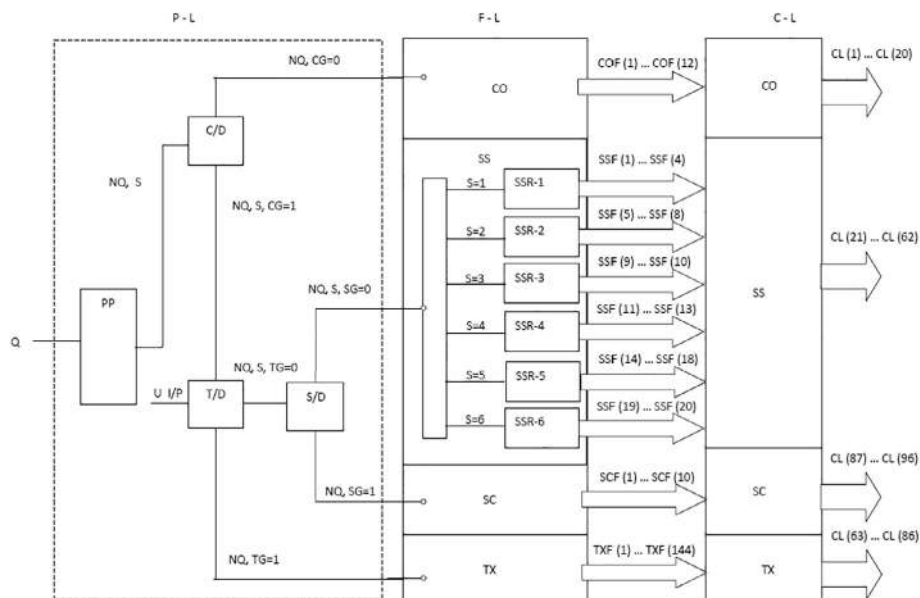 P - L
F - L
C - L
NQ, CG=0
CO
COF (1) ... COF (12)
CO
CL (1) ... CL (20)
C/D
NQ, S
SS
SSF (1) ... SSF (4)
S=1
SSR-1
NQ, S, CG=1
S=2
SSR-2
SSF (5) ... SSF (8)
CL (21) ... CL (62)
SSF (9) ... SSF (10)
S=3
SSR-3
NQ, S, SG=0
PP
SS
SSF (11) ... SSF (13)
S=4
SSR-4
Q
NQ, S, TG=0
SSF (14) ... SSF (18)
U I/P
T/D
S/D
S=5
SSR-5
SSF (19) ... SSF (20)
S=6
SSR-6
CL (87) ... CL (96)
SCF (1) ... SCF (10)
NQ, SG=1
SC
SC
CL (63) ... CL (86)
TXF (1) ... TXF (144)
NQ, TG=1
TX
TX